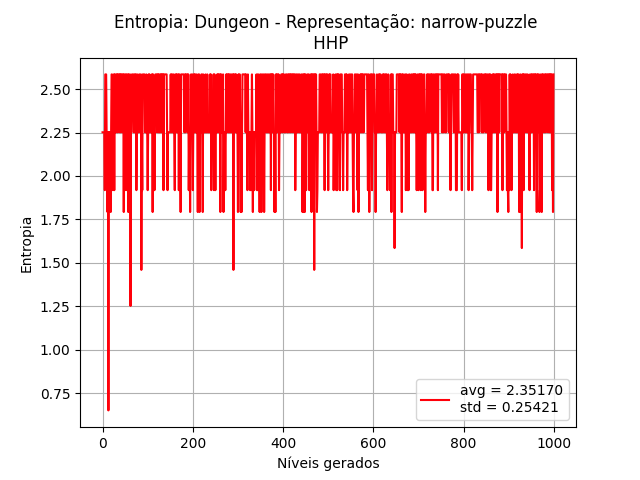 Entropia: Dungeon - Representação: narrow-puzzle
HHP
Entropia
2.50
2.25
2.00
1.75
1.50
1.25
1.00
0.75
avg = 2.35170
std = 0.25421
0 200 400 600 800 1000
Níveis gerados